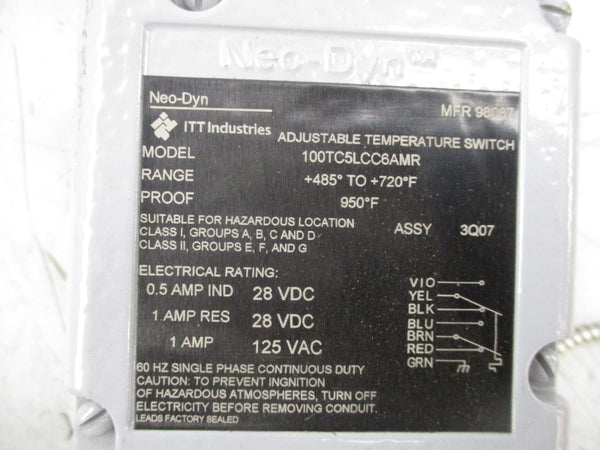 Neo-Dyn™
Neo-Dyn
MFR 98087
ITT Industries
ADJUSTABLE TEMPERATURE SWITCH
MODEL 100TC5LCC6AMR
RANGE +485° TO +720°F
PROOF 950°F
SUITABLE FOR HAZARDOUS LOCATION
CLASS I, GROUPS A, B, C AND D
CLASS II, GROUPS E, F, AND G
ASSY 3Q07
ELECTRICAL RATING:
0.5 AMP IND 28 VDC
1 AMP RES 28 VDC
1 AMP 125 VAC
VIO
YEL
BLK
BLU
BRN
RED
GRN
60 HZ SINGLE PHASE CONTINUOUS DUTY
CAUTION: TO PREVENT INGNITION
OF HAZARDOUS ATMOSPHERES, TURN OFF
ELECTRICITY BEFORE REMOVING CONDUIT.
LEADS FACTORY SEALED